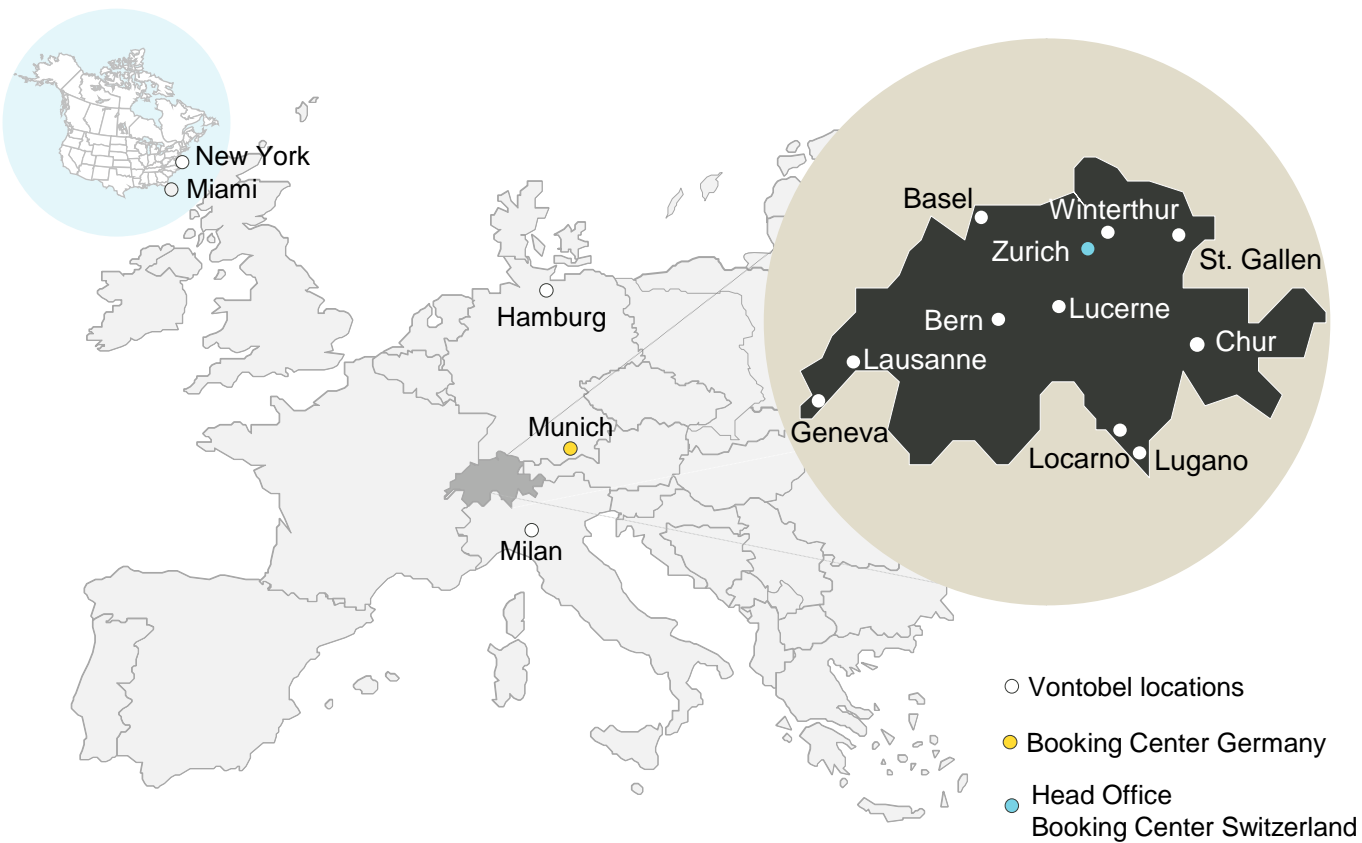 New York
Miami
Hamburg
Munich
Milan
Basel
Winterthur
Zurich
St. Gallen
Bern
Lucerne
Chur
Lausanne
Geneva
Locarno
Lugano
Vontobel locations
Booking Center Germany
Head Office
Booking Center Switzerland